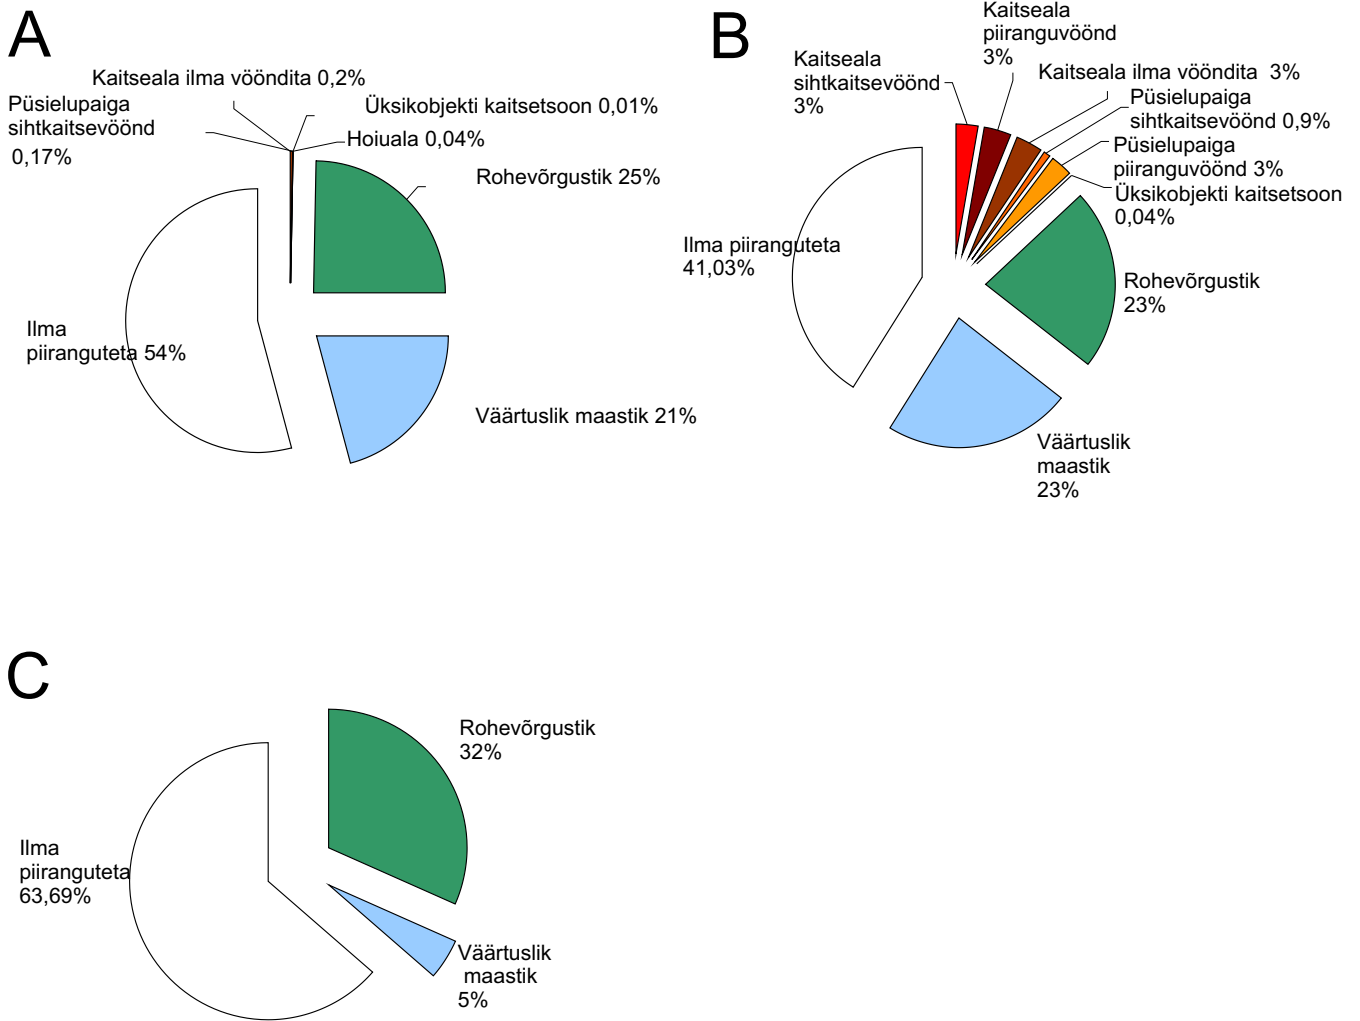 A
Kaitseala ilma vööndita 0,2%
Püsielupaiga
sihtkaitsevöönd
0,17%
Üksikobjekti kaitsetsoon 0,01%
Hoiuala 0,04%
Rohevõrgustik 25%
Ilma
piiranguteta 54%
Väärtuslik maastik 21%
B
Kaitseala
piiranguvöönd
3%
Kaitseala
sihtkaitsevöönd
3%
Kaitseala ilma vööndita 3%
Püsielupaiga
sihtkaitsevöönd 0,9%
Püsielupaiga
piiranguvöönd 3%
Üksikobjekti kaitsetsoon
0,04%
Ilma piiranguteta
41,03%
Rohevõrgustik
23%
Väärtuslik
maastik
23%
C
Rohevõrgustik
32%
Ilma
piiranguteta
63,69%
Väärtuslik
maastik
5%